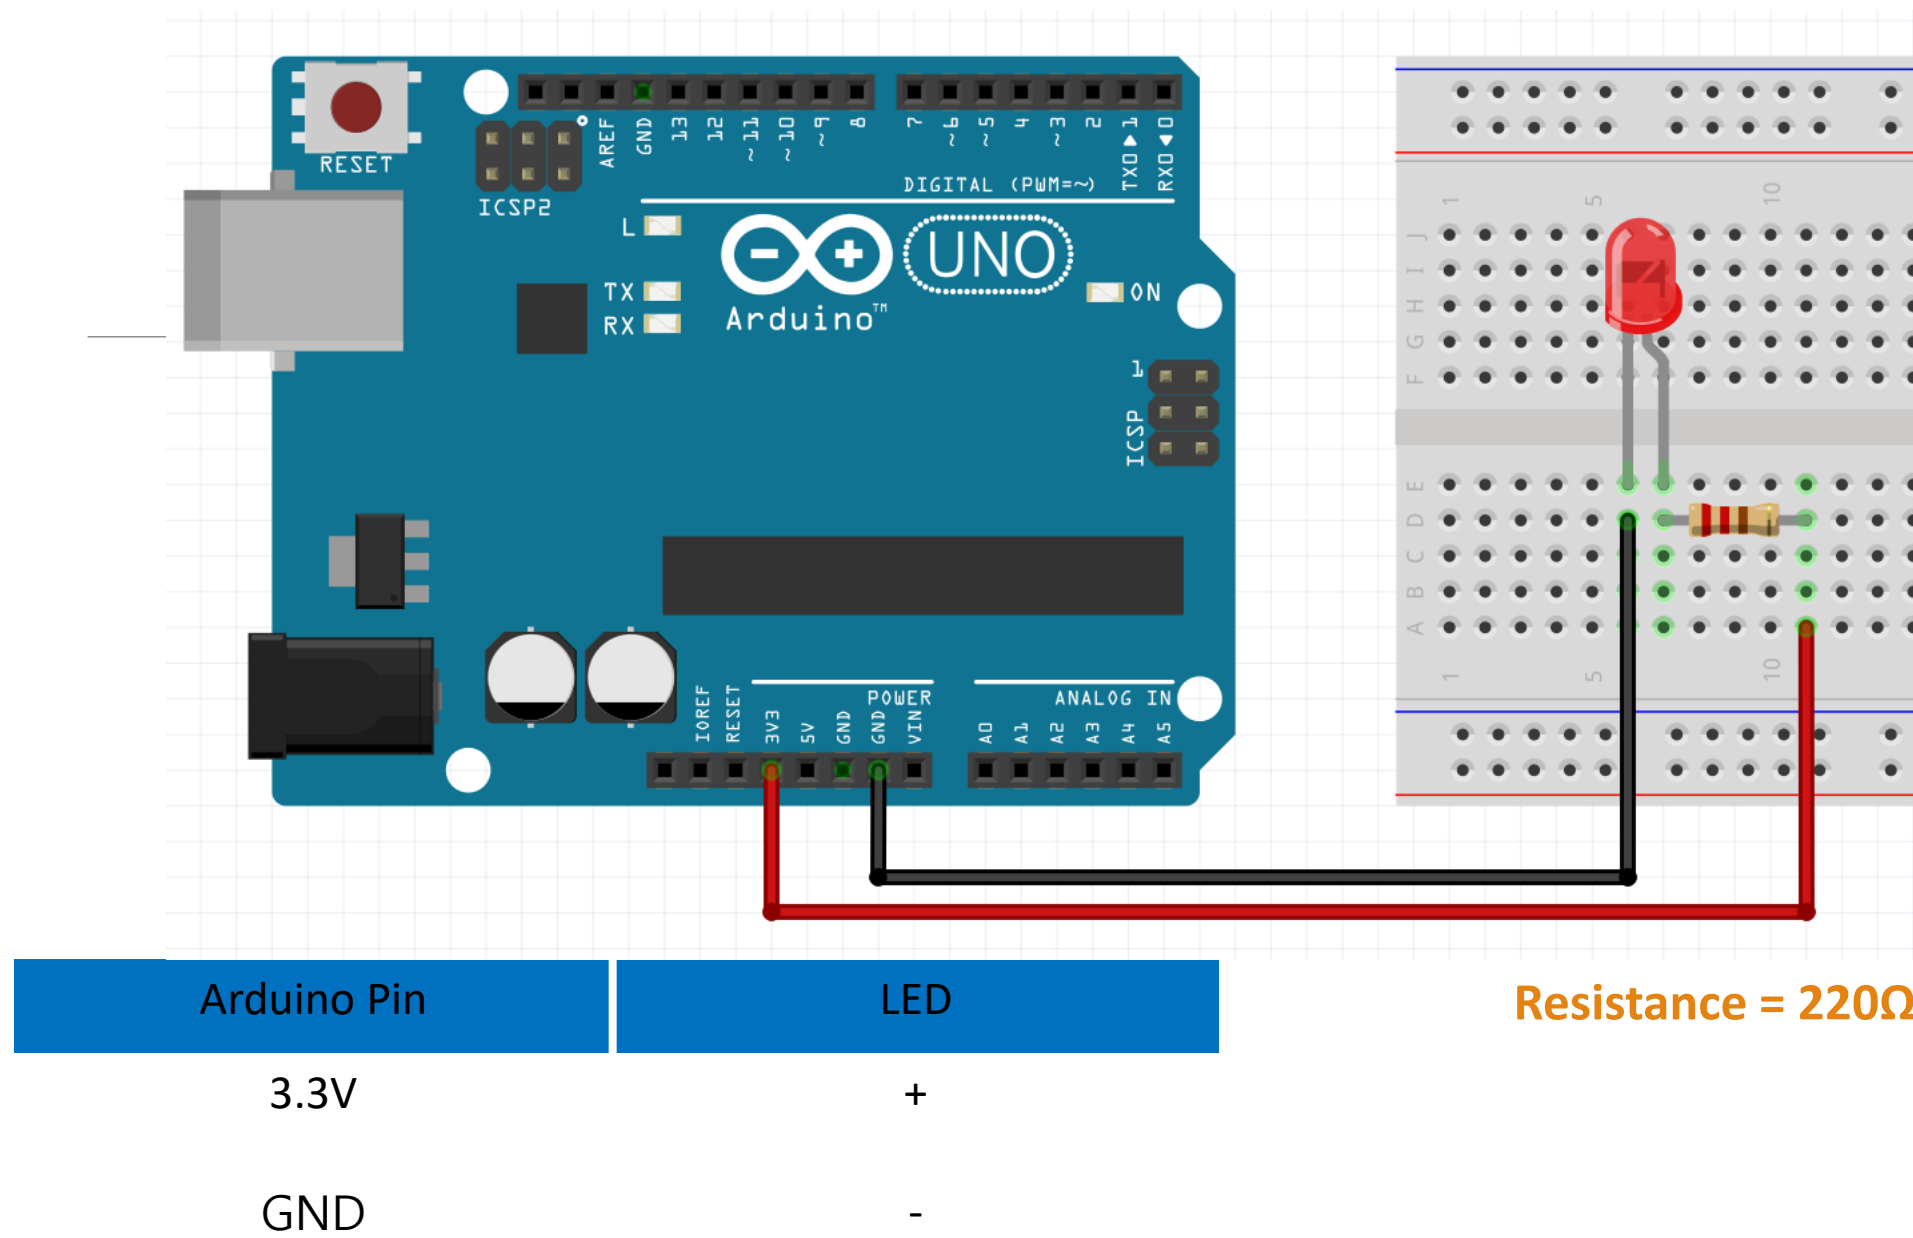 RESET
ICSP2
AREF
GND
13
12
~11
~10
~9
8
7
~6
~5
4
~3
2
TX0▶1
RX0◀0
DIGITAL (PWM=~)
L
TX
RX
Arduino™
UNO
ON
1
ICSP
IOREF
RESET
3V3
5V
GND
GND
VIN
POWER
ANALOG IN
A0
A1
A2
A3
A4
A5
1
5
10
J
I
H
G
F
E
D
C
B
A
1
5
10
Arduino Pin LED
Resistance = 220Ω
3.3V +
GND -